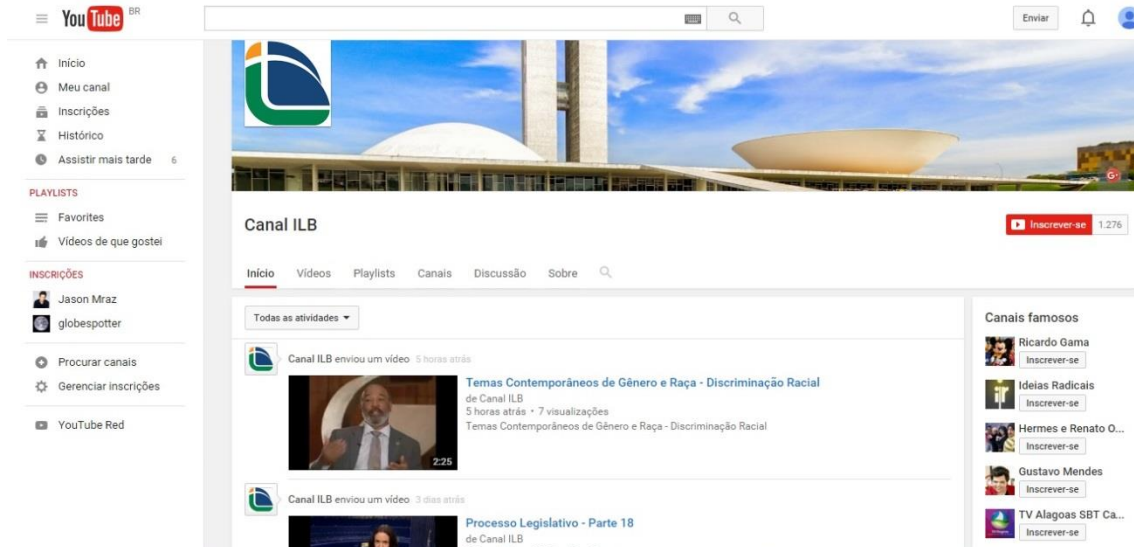 YouTube BR
Enviar
Início
Meu canal
Inscrições
Histórico
Assistir mais tarde 6
PLAYLISTS
Favorites
Vídeos de que gostei
INSCRIÇÕES
Jason Mraz
globespotter
Procurar canais
Gerenciar inscrições
YouTube Red
G+
Canal ILB
Inscrever-se 1.276
Início Vídeos Playlists Canais Discussão Sobre
Todas as atividades
Canal ILB enviou um vídeo 5 horas atrás
Temas Contemporâneos de Gênero e Raça - Discriminação Racial
de Canal ILB
5 horas atrás • 7 visualizações
Temas Contemporâneos de Gênero e Raça - Discriminação Racial
2:25
Canal ILB enviou um vídeo 3 dias atrás
Processo Legislativo - Parte 18
de Canal ILB
Canais famosos
Ricardo Gama
Inscrever-se
Ideias Radicais
Inscrever-se
Hermes e Renato O...
Inscrever-se
Gustavo Mendes
Inscrever-se
TV Alagoas SBT Ca...
Inscrever-se